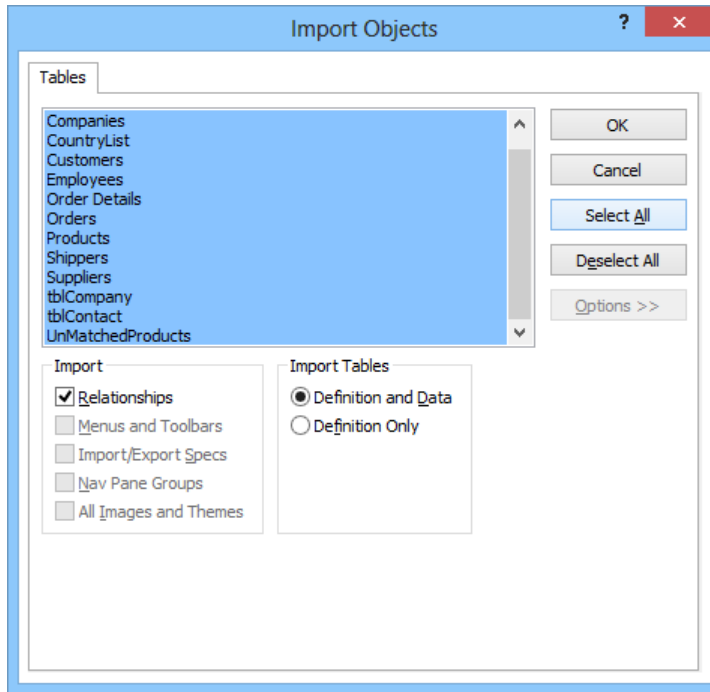 Import Objects
?
Tables
Companies
CountryList
Customers
Employees
Order Details
Orders
Products
Shippers
Suppliers
tblCompany
tblContact
UnMatchedProducts
OK
Cancel
Select All
Deselect All
Options >>
Import
Relationships
Menus and Toolbars
Import/Export Specs
Nav Pane Groups
All Images and Themes
Import Tables
Definition and Data
Definition Only